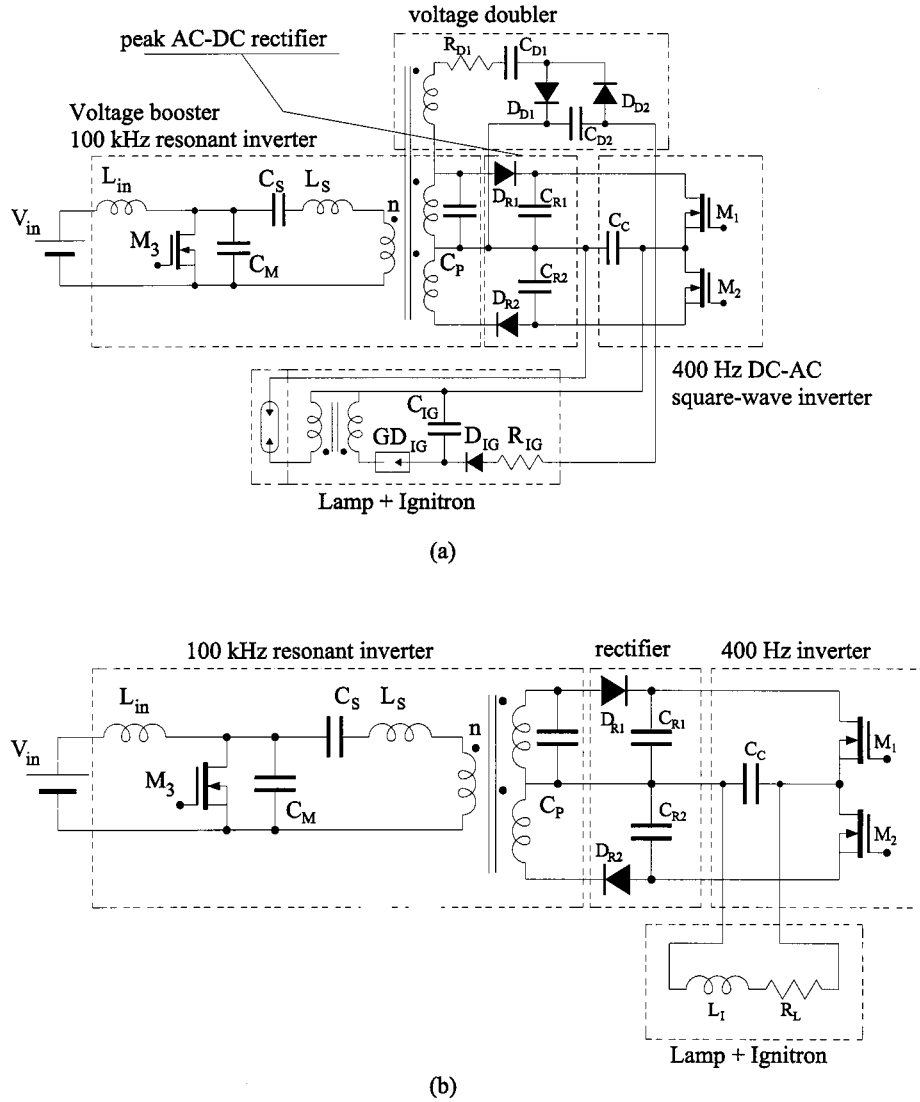 voltage doubler
peak AC-DC rectifier
R_D1
C_D1
D_D1
D_D2
C_D2
Voltage booster
100 kHz resonant inverter
L_in
C_S
L_S
n
V_in
M_3
C_M
C_P
D_R1
C_R1
C_R2
D_R2
C_C
M_1
M_2
400 Hz DC-AC
square-wave inverter
C_IG
GD_IG
D_IG
R_IG
Lamp + Ignitron
(a)
100 kHz resonant inverter
rectifier
400 Hz inverter
L_in
C_S
L_S
n
V_in
M_3
C_M
C_P
D_R1
C_R1
C_R2
D_R2
C_C
M_1
M_2
L_I
R_L
Lamp + Ignitron
(b)